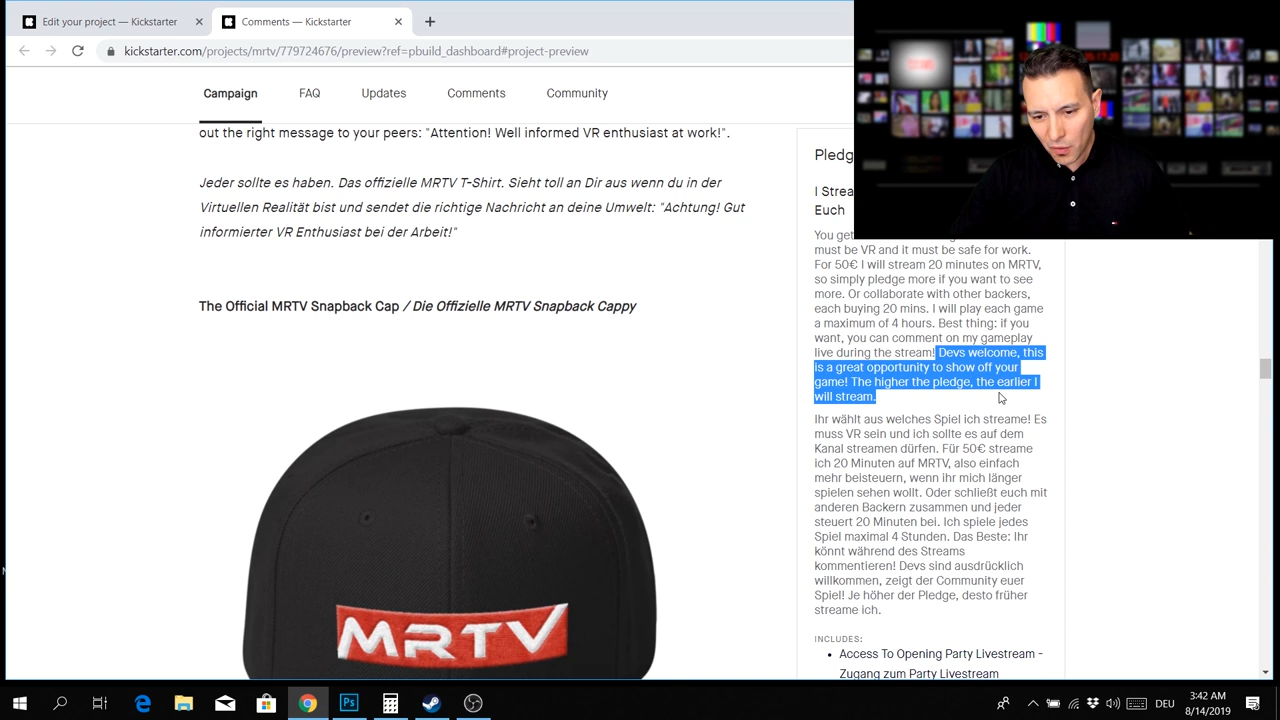 Edit your project — Kickstarter
Comments — Kickstarter
kickstarter.com/projects/mrtv/779724676/preview?ref=pbuild_dashboard#project-preview
Campaign
FAQ
Updates
Comments
Community
out the right message to your peers: "Attention! Well informed VR enthusiast at work!".
Jeder sollte es haben. Das offizielle MRTV T-Shirt. Sieht toll an Dir aus wenn du in der
Virtuellen Realität bist und sendet die richtige Nachricht an deine Umwelt: "Achtung! Gut
informierter VR Enthusiast bei der Arbeit!"
The Official MRTV Snapback Cap / Die Offizielle MRTV Snapback Cappy
MRTV
Pledg
I Strea
Euch
You get
must be VR and it must be safe for work.
For 50€ I will stream 20 minutes on MRTV,
so simply pledge more if you want to see
more. Or collaborate with other backers,
each buying 20 mins. I will play each game
a maximum of 4 hours. Best thing: if you
want, you can comment on my gameplay
live during the stream! Devs welcome, this
is a great opportunity to show off your
game! The higher the pledge, the earlier I
will stream.
Ihr wählt aus welches Spiel ich streame! Es
muss VR sein und ich sollte es auf dem
Kanal streamen dürfen. Für 50€ streame
ich 20 Minuten auf MRTV, also einfach
mehr beisteuern, wenn ihr mich länger
spielen sehen wollt. Oder schließt euch mit
anderen Backern zusammen und jeder
steuert 20 Minuten bei. Ich spiele jedes
Spiel maximal 4 Stunden. Das Beste: Ihr
könnt während des Streams
kommentieren! Devs sind ausdrücklich
willkommen, zeigt der Community euer
Spiel! Je höher der Pledge, desto früher
streame ich.
INCLUDES:
Access To Opening Party Livestream -
Zugang zum Party Livestream
Ps
DEU
3:42 AM
8/14/2019